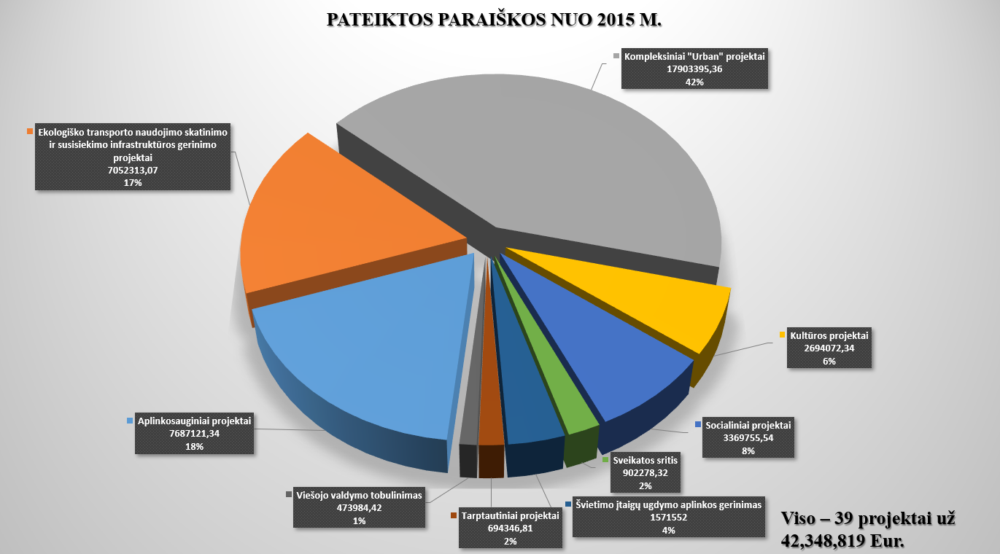 PATEIKTOS PARAIŠKOS NUO 2015 M.
Kompleksiniai "Urban" projektai
17903395,36
42%
Ekologiško transporto naudojimo skatinimo
ir susisiekimo infrastruktūros gerinimo
projektai
7052313,07
17%
Kultūros projektai
2694072,34
6%
Aplinkosauginiai projektai
7687121,34
18%
Socialiniai projektai
3369755,54
8%
Sveikatos sritis
902278,32
2%
Viešojo valdymo tobulinimas
473984,42
1%
Tarptautiniai projektai
694346,81
2%
Švietimo įtaigų ugdymo aplinkos gerinimas
1571552
4%
Viso – 39 projektai už
42,348,819 Eur.